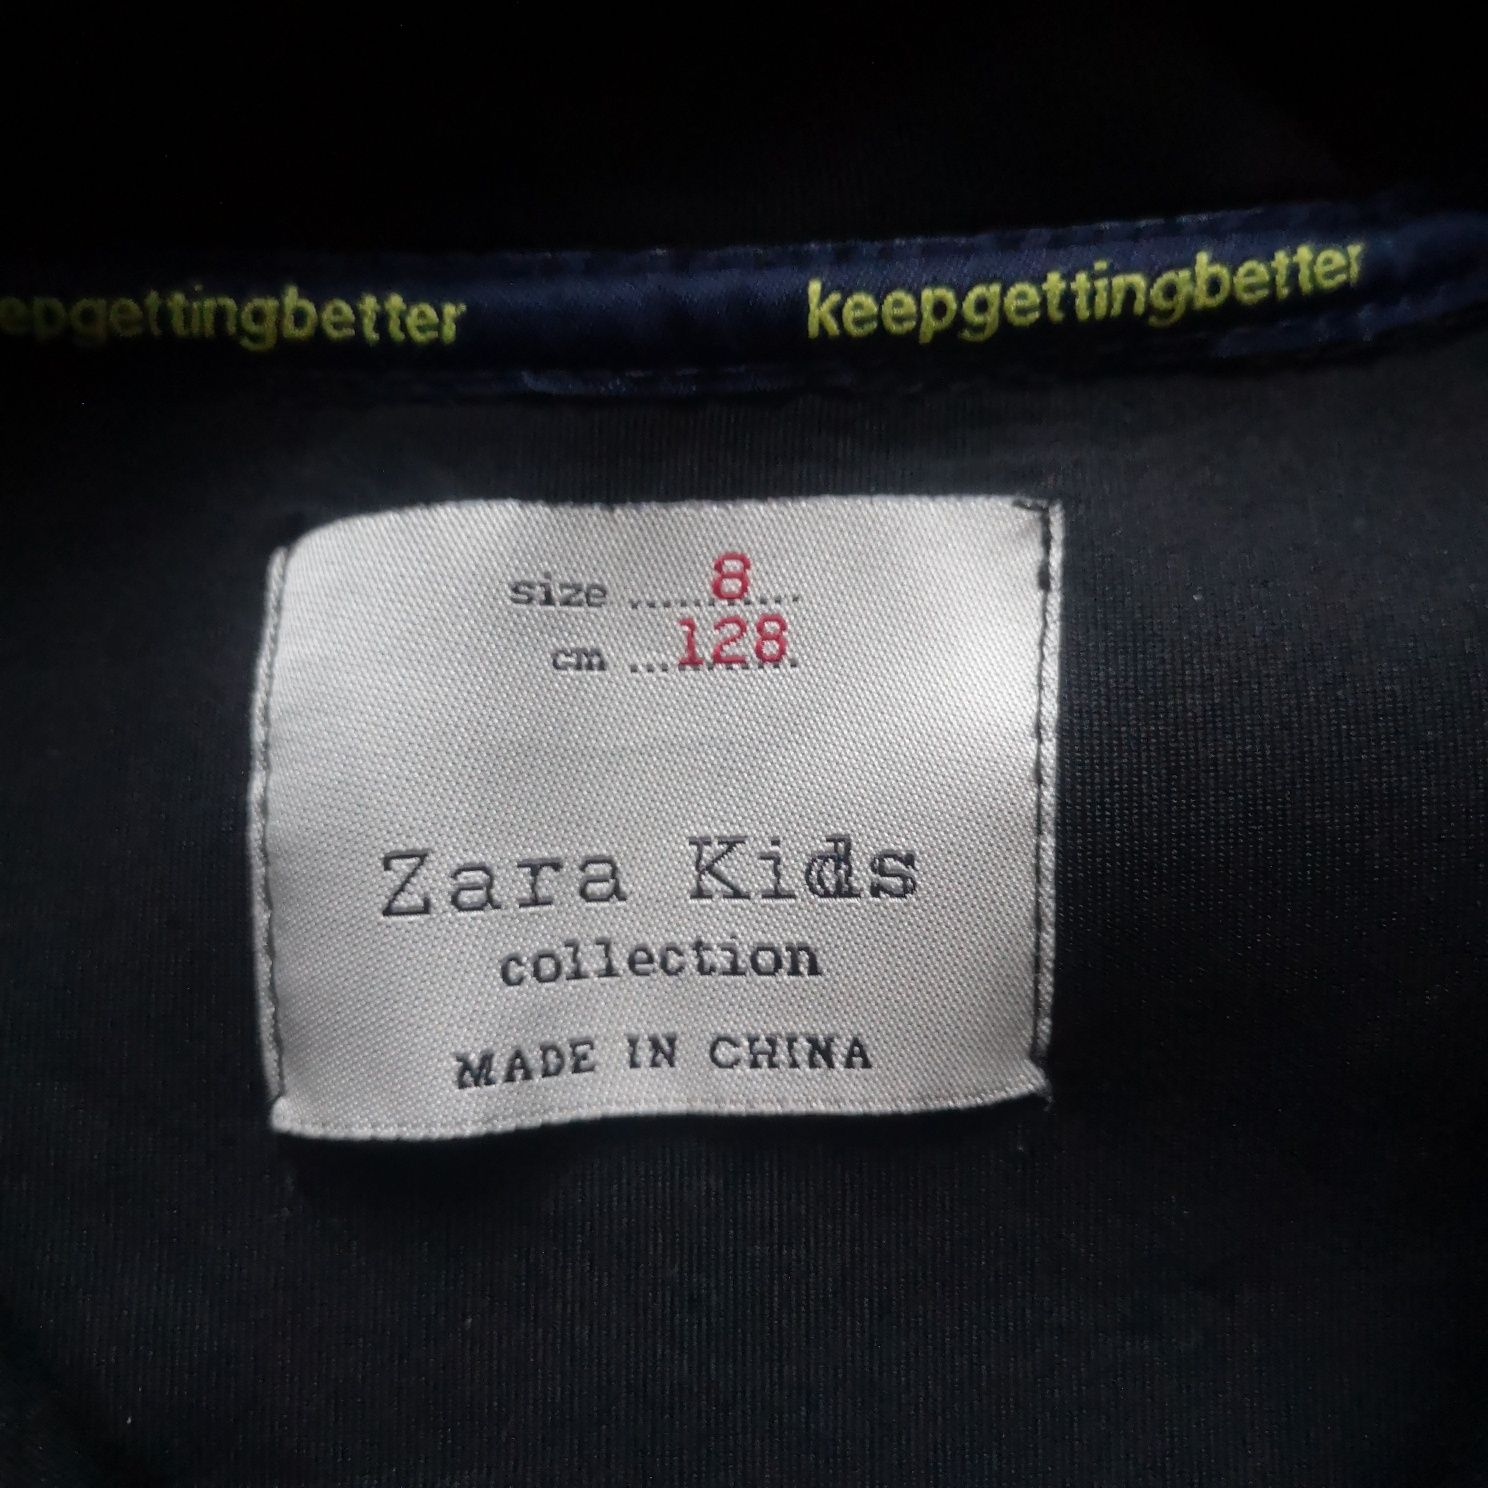 epgettingbetter keepgettingbetter
size 8
cm 128
Zara Kids
collection
MADE IN CHINA